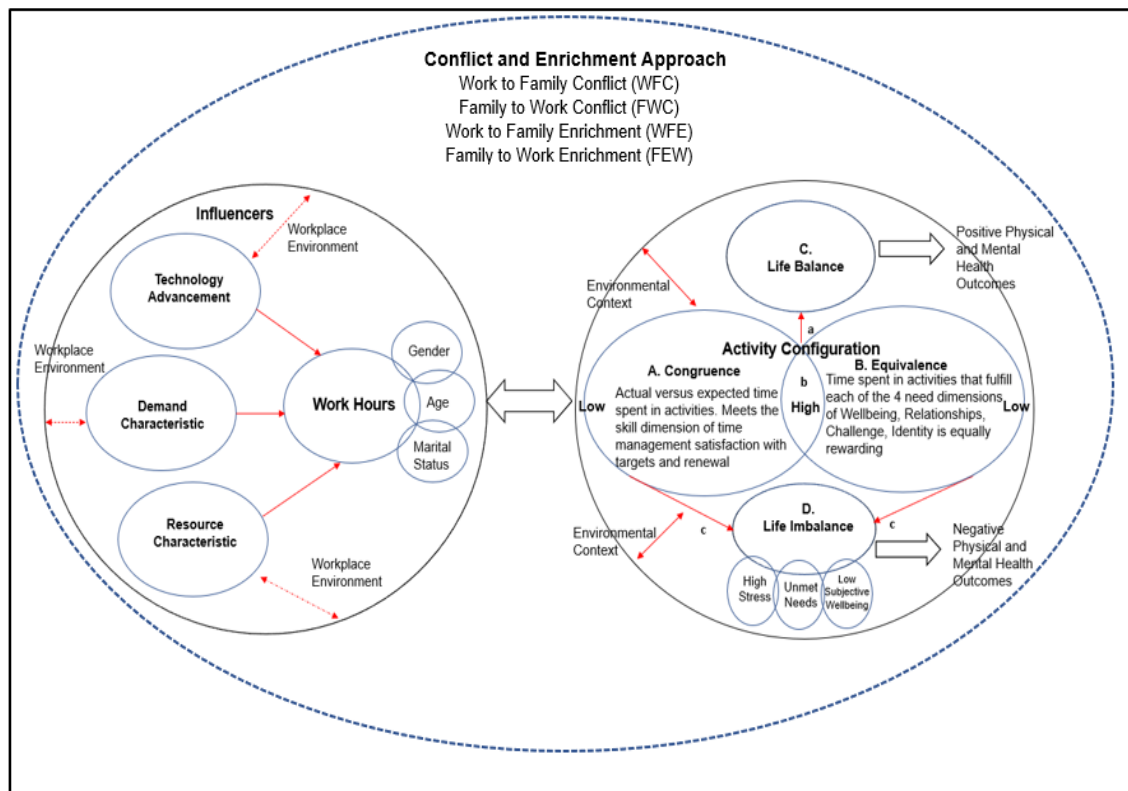 Conflict and Enrichment Approach
Work to Family Conflict (WFC)
Family to Work Conflict (FWC)
Work to Family Enrichment (WFE)
Family to Work Enrichment (FEW)
Influencers
Workplace
Environment
Technology
Advancement
Workplace
Environment
Demand
Characteristic
Resource
Characteristic
Workplace
Environment
Work Hours
Gender
Age
Marital
Status
Environmental
Context
C.
Life Balance
Positive Physical
and Mental
Health
Outcomes
a
Activity Configuration
A. Congruence
Actual versus expected time
spent in activities. Meets the
skill dimension of time
management satisfaction with
targets and renewal
Low
b
High
B. Equivalence
Time spent in activities that fulfill
each of the 4 need dimensions
of Wellbeing, Relationships,
Challenge, Identity is equally
rewarding
Low
Environmental
Context
c
D.
Life Imbalance
c
High
Stress
Unmet
Needs
Low
Subjective
Wellbeing
Negative
Physical and
Mental Health
Outcomes